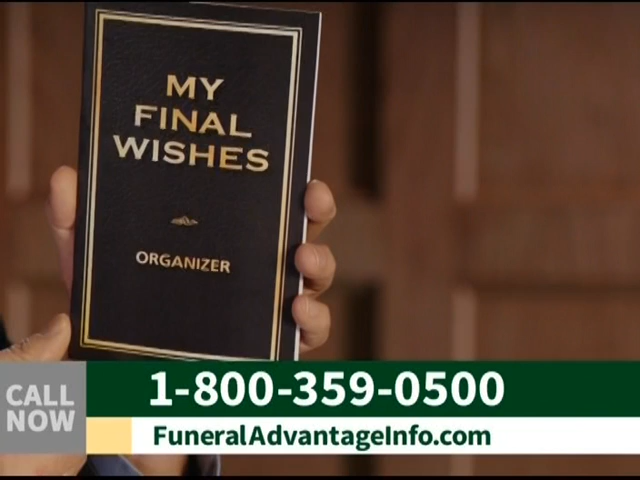 MY
FINAL
WISHES
ORGANIZER
CALL
NOW
1-800-359-0500
FuneralAdvantageInfo.com